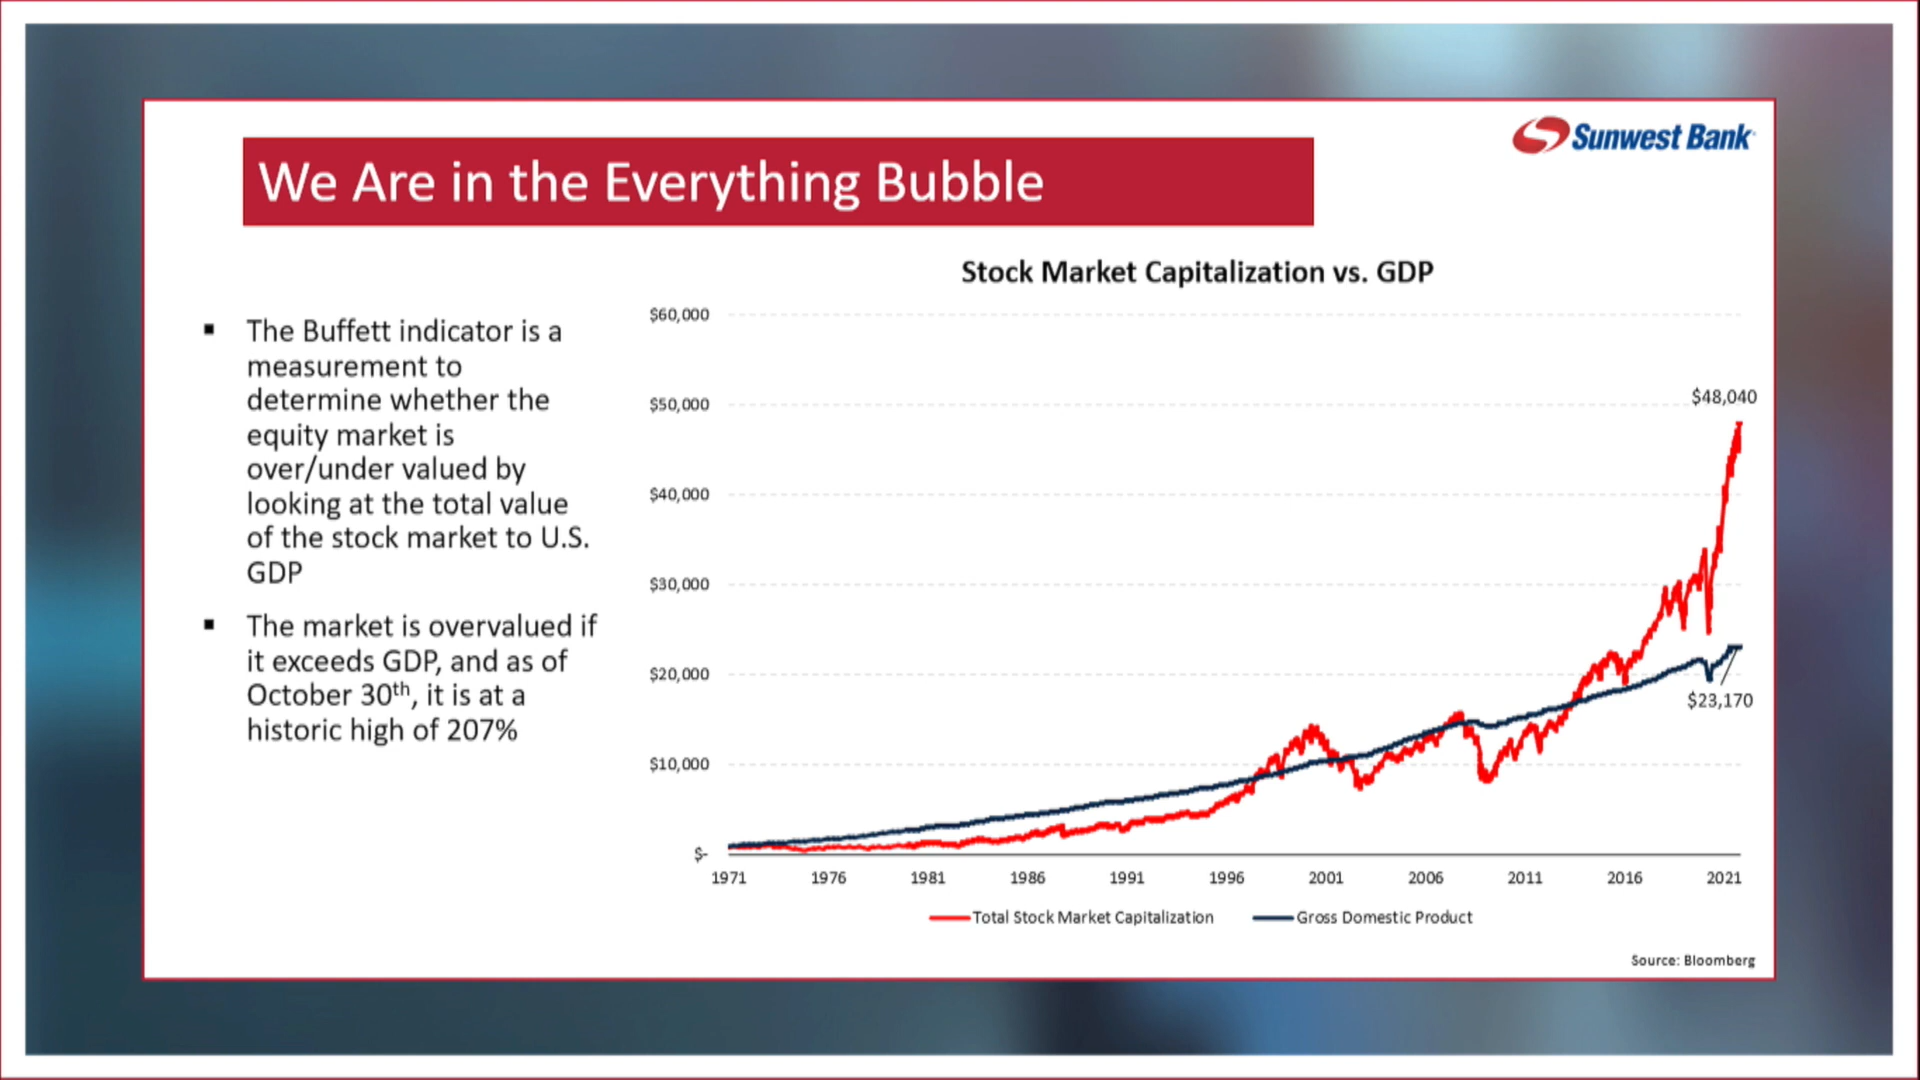 Sunwest Bank
We Are in the Everything Bubble
▪ The Buffett indicator is a
measurement to
determine whether the
equity market is
over/under valued by
looking at the total value
of the stock market to U.S.
GDP
▪ The market is overvalued if
it exceeds GDP, and as of
October 30th, it is at a
historic high of 207%
Stock Market Capitalization vs. GDP
$60,000
$50,000
$40,000
$30,000
$20,000
$10,000
$-
$48,040
$23,170
1971 1976 1981 1986 1991 1996 2001 2006 2011 2016 2021
Total Stock Market Capitalization Gross Domestic Product
Source: Bloomberg